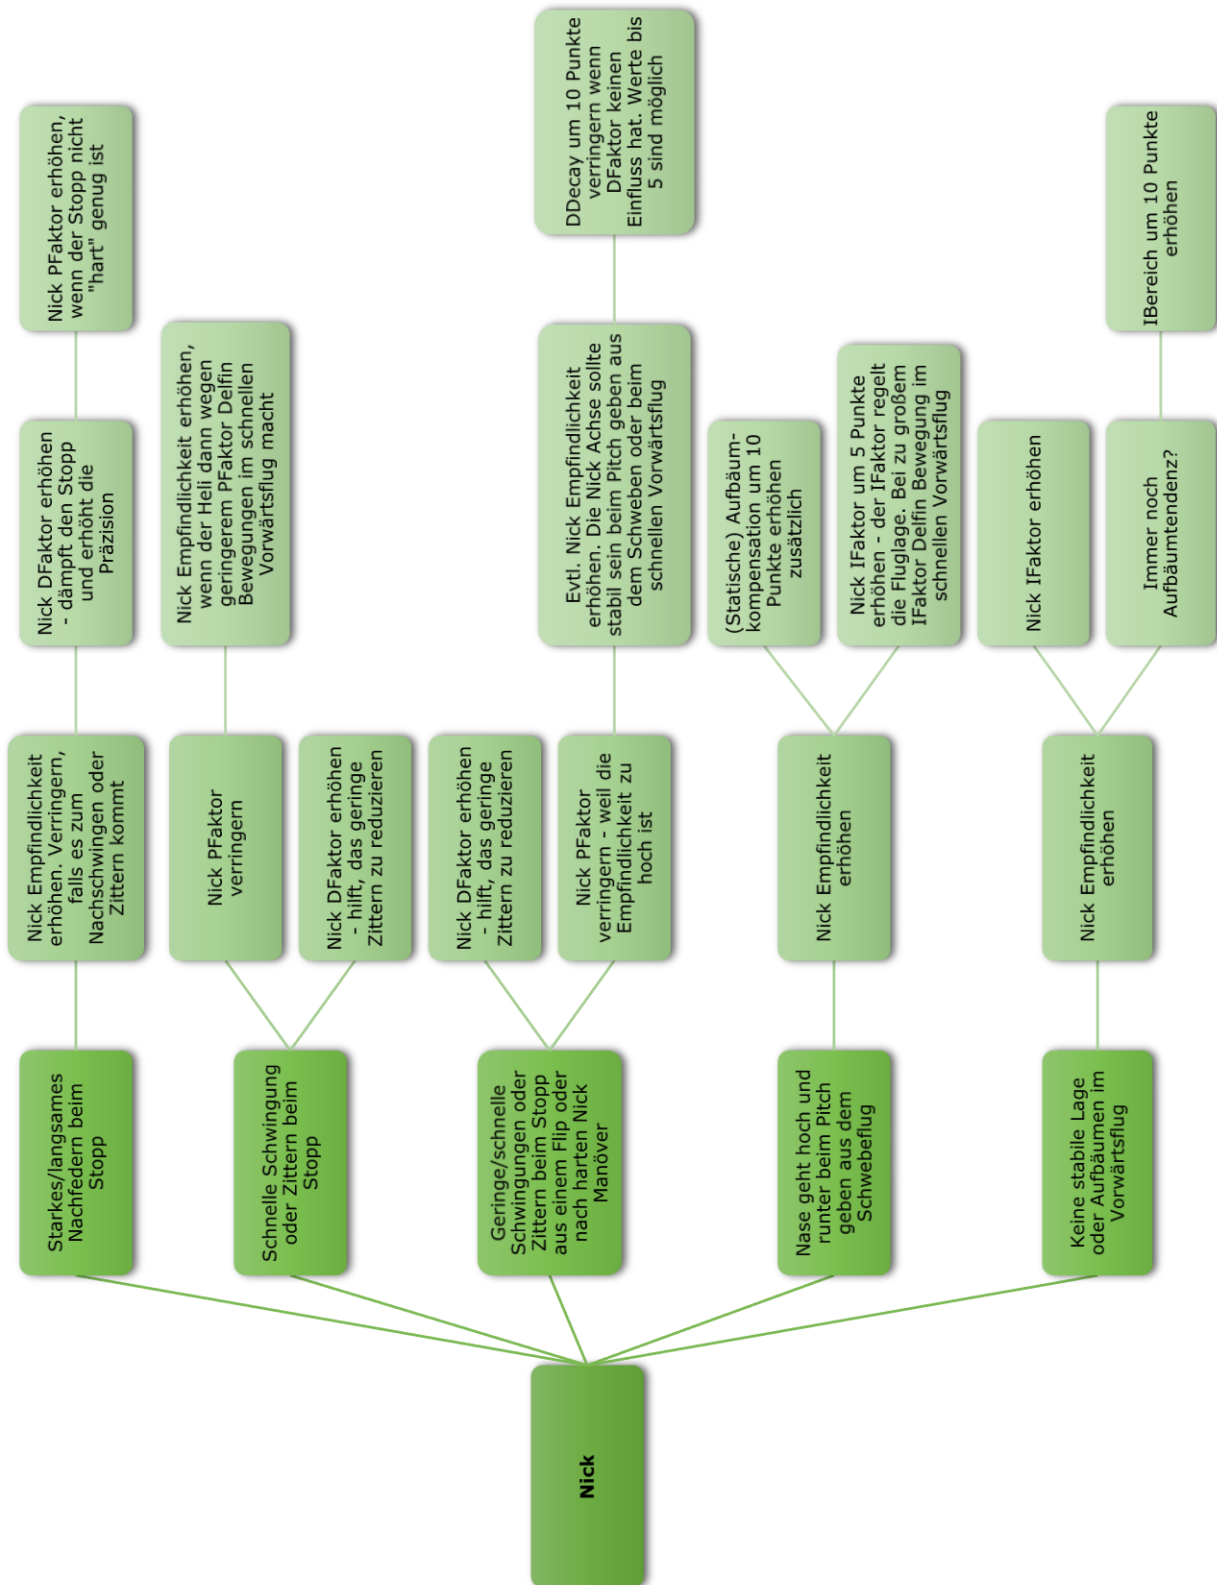 Nick
Starkes/langsames
Nachfedern beim
Stopp
Nick Empfindlichkeit
erhöhen. Verringern,
falls es zum
Nachschwingen oder
Zittern kommt
Nick DFaktor erhöhen
- dämpft den Stopp
und erhöht die
Präzision
Nick PFaktor erhöhen,
wenn der Stopp nicht
"hart" genug ist
Schnelle Schwingung
oder Zittern beim
Stopp
Nick PFaktor
verringern
Nick Empfindlichkeit erhöhen,
wenn der Heli dann wegen
geringerem PFaktor Delfin
Bewegungen im schnellen
Vorwärtsflug macht
Nick DFaktor erhöhen
- hilft, das geringe
Zittern zu reduzieren
Geringe/schnelle
Schwingungen oder
Zittern beim Stopp
aus einem Flip oder
nach harten Nick
Manöver
Nick DFaktor erhöhen
- hilft, das geringe
Zittern zu reduzieren
Nick PFaktor
verringern - weil die
Empfindlichkeit zu
hoch ist
Evtl. Nick Empfindlichkeit
erhöhen. Die Nick Achse sollte
stabil sein beim Pitch geben aus
dem Schweben oder beim
schnellen Vorwärtsflug
DDecay um 10 Punkte
verringern wenn
DFaktor keinen
Einfluss hat. Werte bis
5 sind möglich
Nase geht hoch und
runter beim Pitch
geben aus dem
Schwebeflug
Nick Empfindlichkeit
erhöhen
(Statische) Aufbäum-
kompensation um 10
Punkte erhöhen
zusätzlich
Nick IFaktor um 5 Punkte
erhöhen - der IFaktor regelt
die Fluglage. Bei zu großem
IFaktor Delfin Bewegung im
schnellen Vorwärtsflug
Keine stabile Lage
oder Aufbäumen im
Vorwärtsflug
Nick Empfindlichkeit
erhöhen
Nick IFaktor erhöhen
Immer noch
Aufbäumtendenz?
IBereich um 10 Punkte
erhöhen